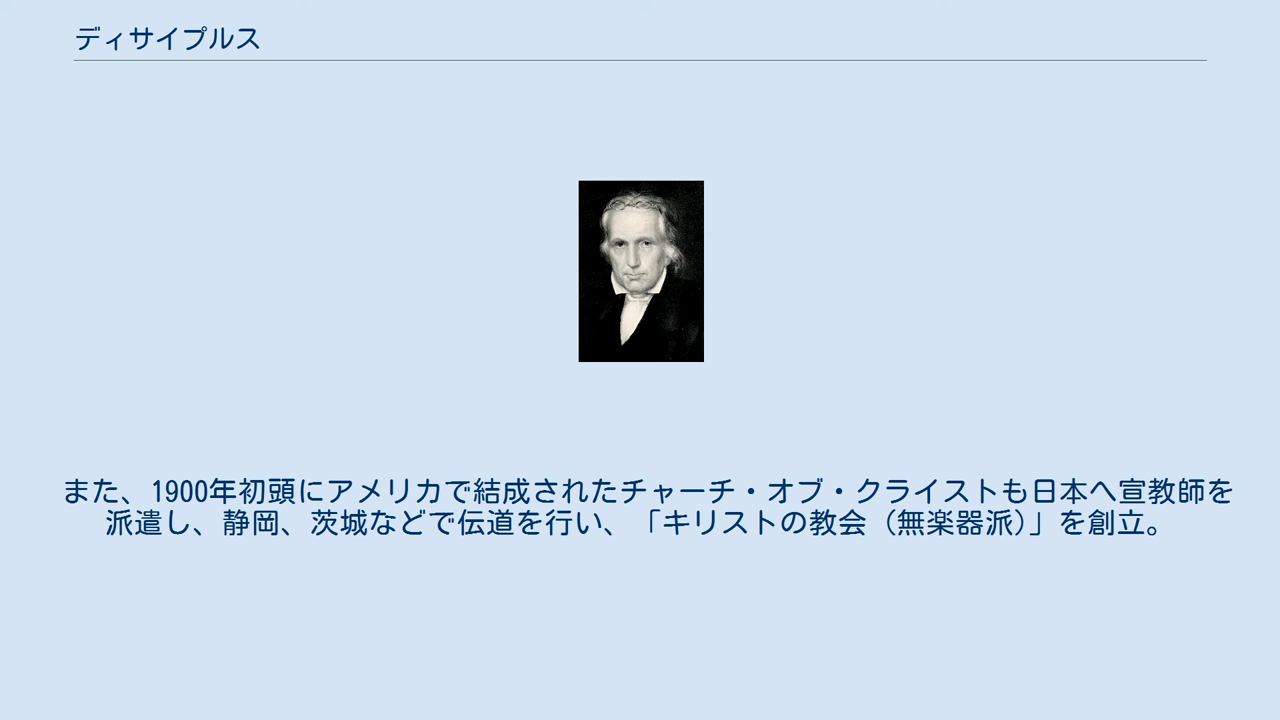 ディサイプルス
また、1900年初頭にアメリカで結成されたチャーチ・オブ・クライストも日本へ宣教師を
派遣し、静岡、茨城などで伝道を行い、「キリストの教会（無楽器派）」を創立。